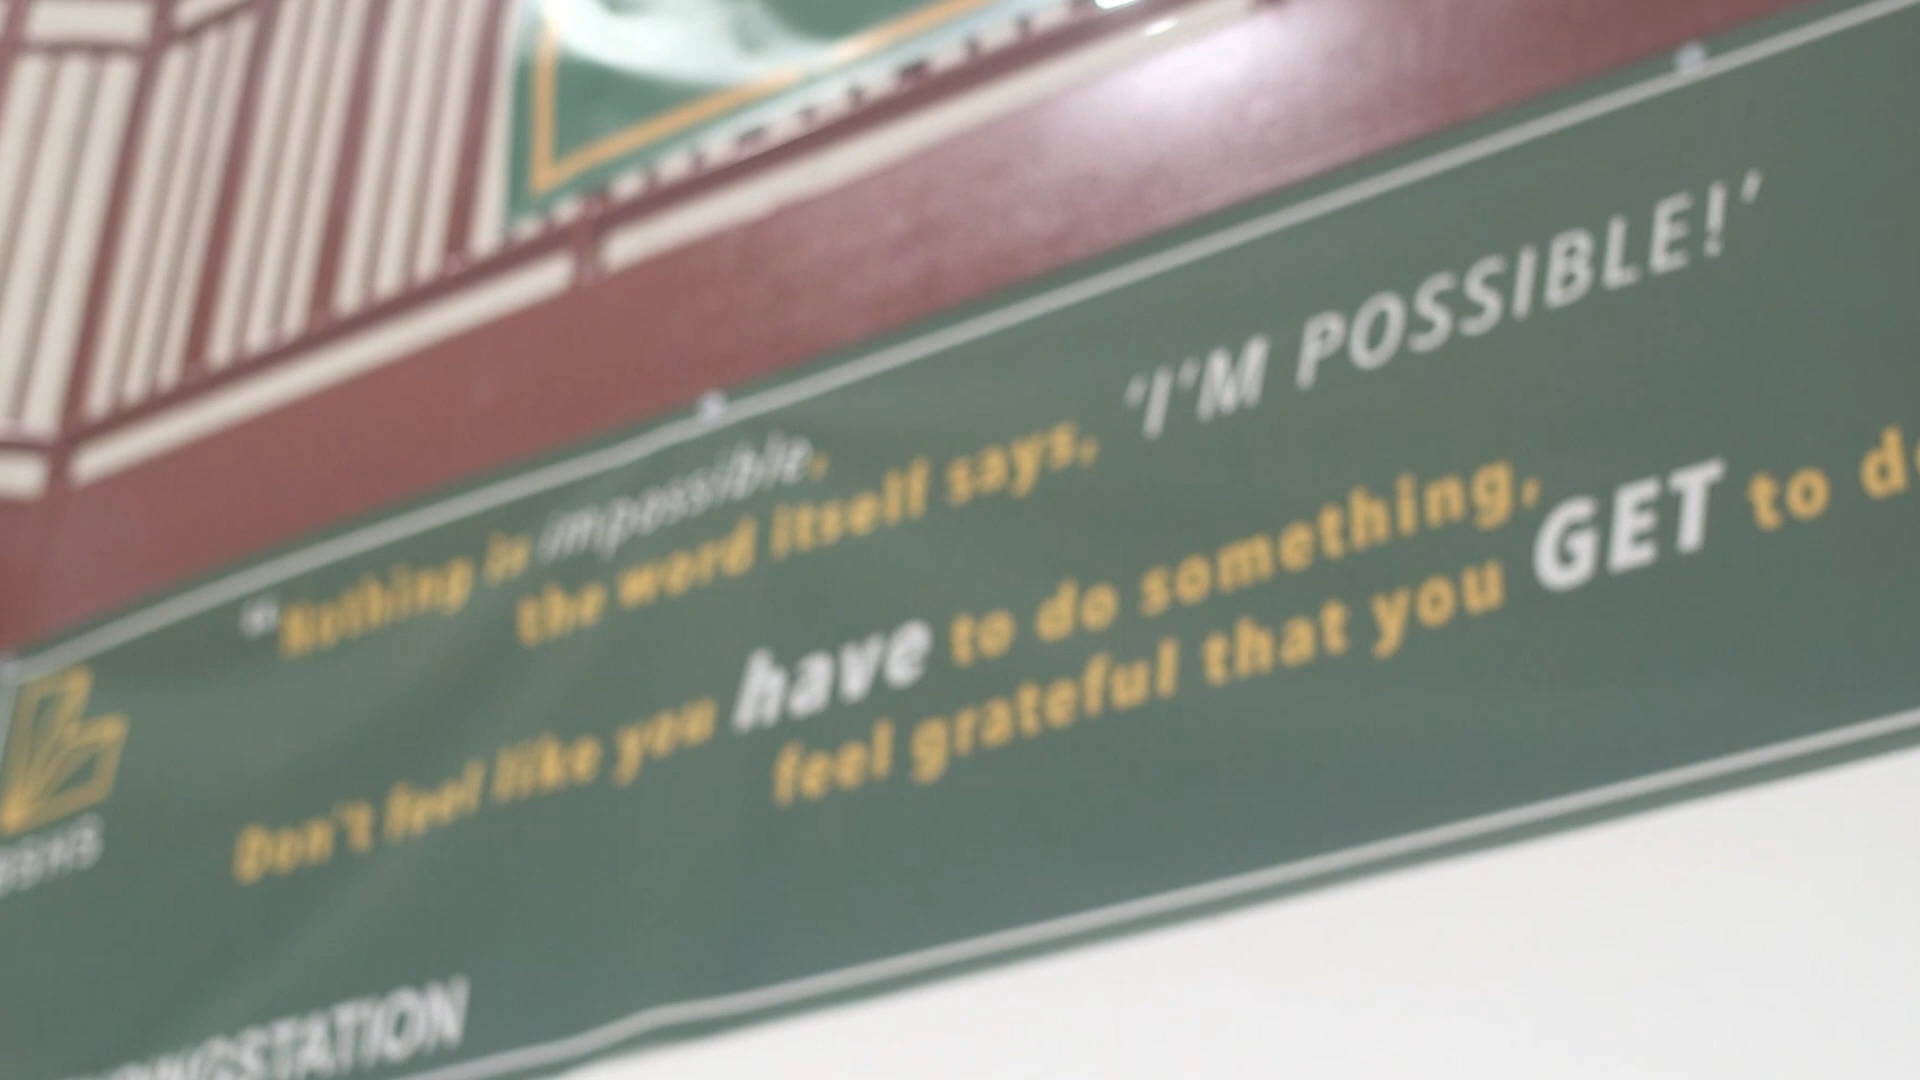 "Nothing is impossible,
the word itself says, 'I'M POSSIBLE!'
Don't feel like you have to do something,
feel grateful that you GET to